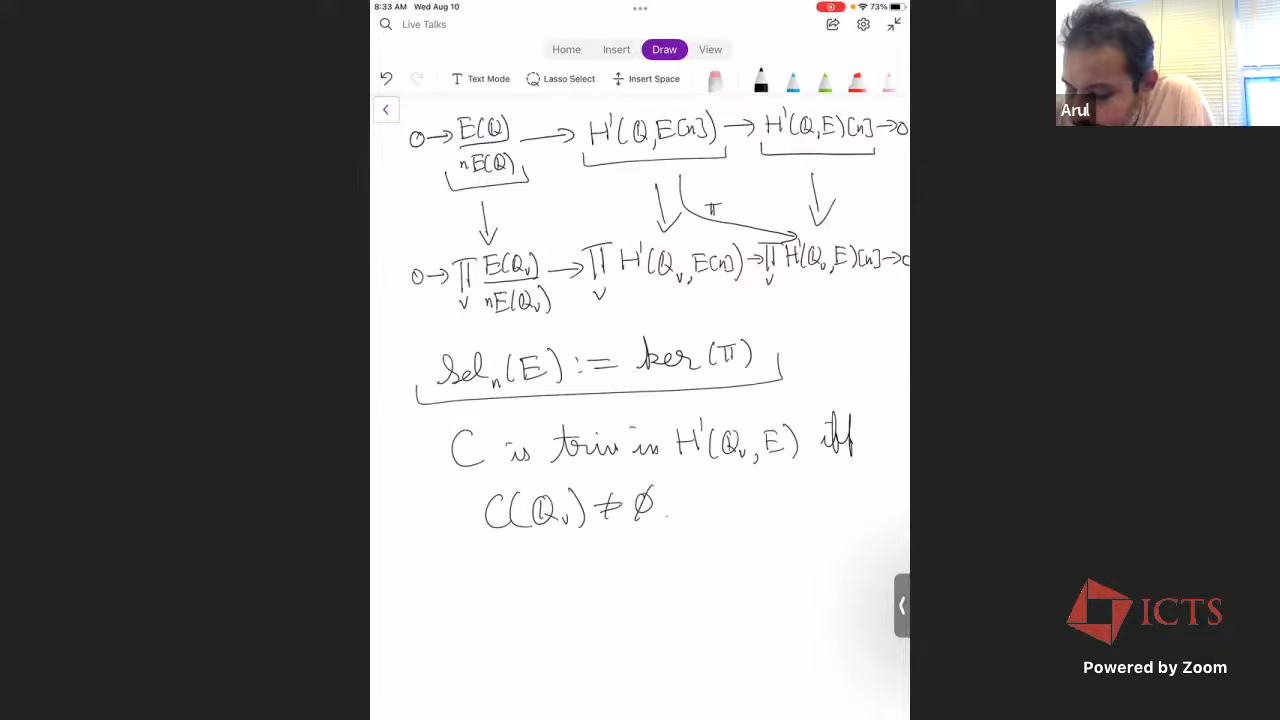 8:33 AM Wed Aug 10
73%
Live Talks
Home Insert Draw View
Text Mode Lasso Select Insert Space
0 → E(Q)/nE(Q) → H¹(Q,E[n]) → H¹(Q,E)[n] → 0
π
0 → ∏_v E(Q_v)/nE(Q_v) → ∏_v H¹(Q_v,E[n]) → ∏_v H¹(Q_v,E)[n] → 0
Sel_n(E) := ker(π)
C is triv in H¹(Q_v,E) iff
C(Q_v) ≠ ∅.
Arul
ICTS
Powered by Zoom